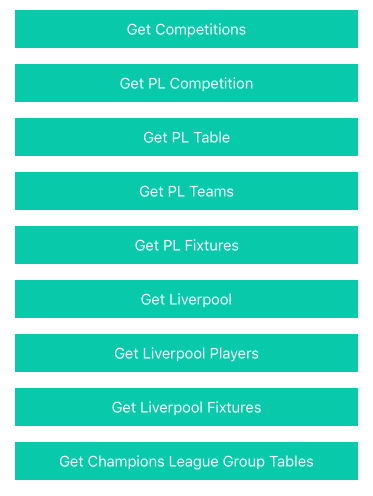 Get Competitions
Get PL Competition
Get PL Table
Get PL Teams
Get PL Fixtures
Get Liverpool
Get Liverpool Players
Get Liverpool Fixtures
Get Champions League Group Tables